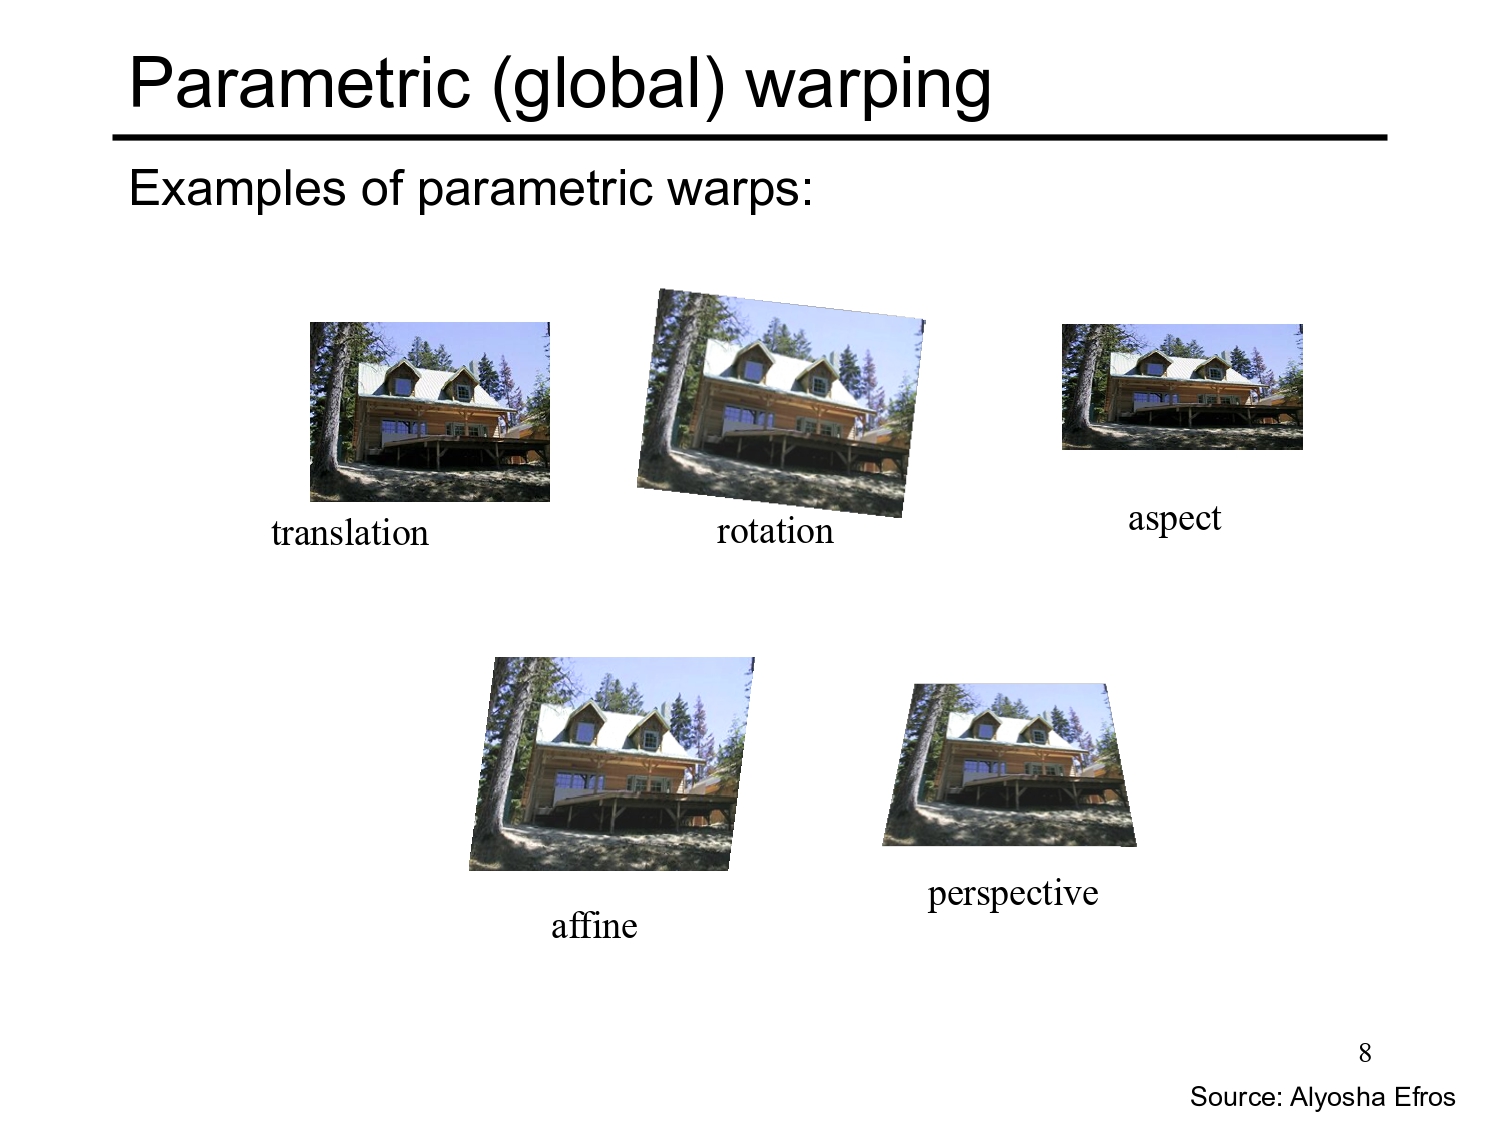 Parametric (global) warping
Examples of parametric warps:
translation
rotation
aspect
affine
perspective
8
Source: Alyosha Efros